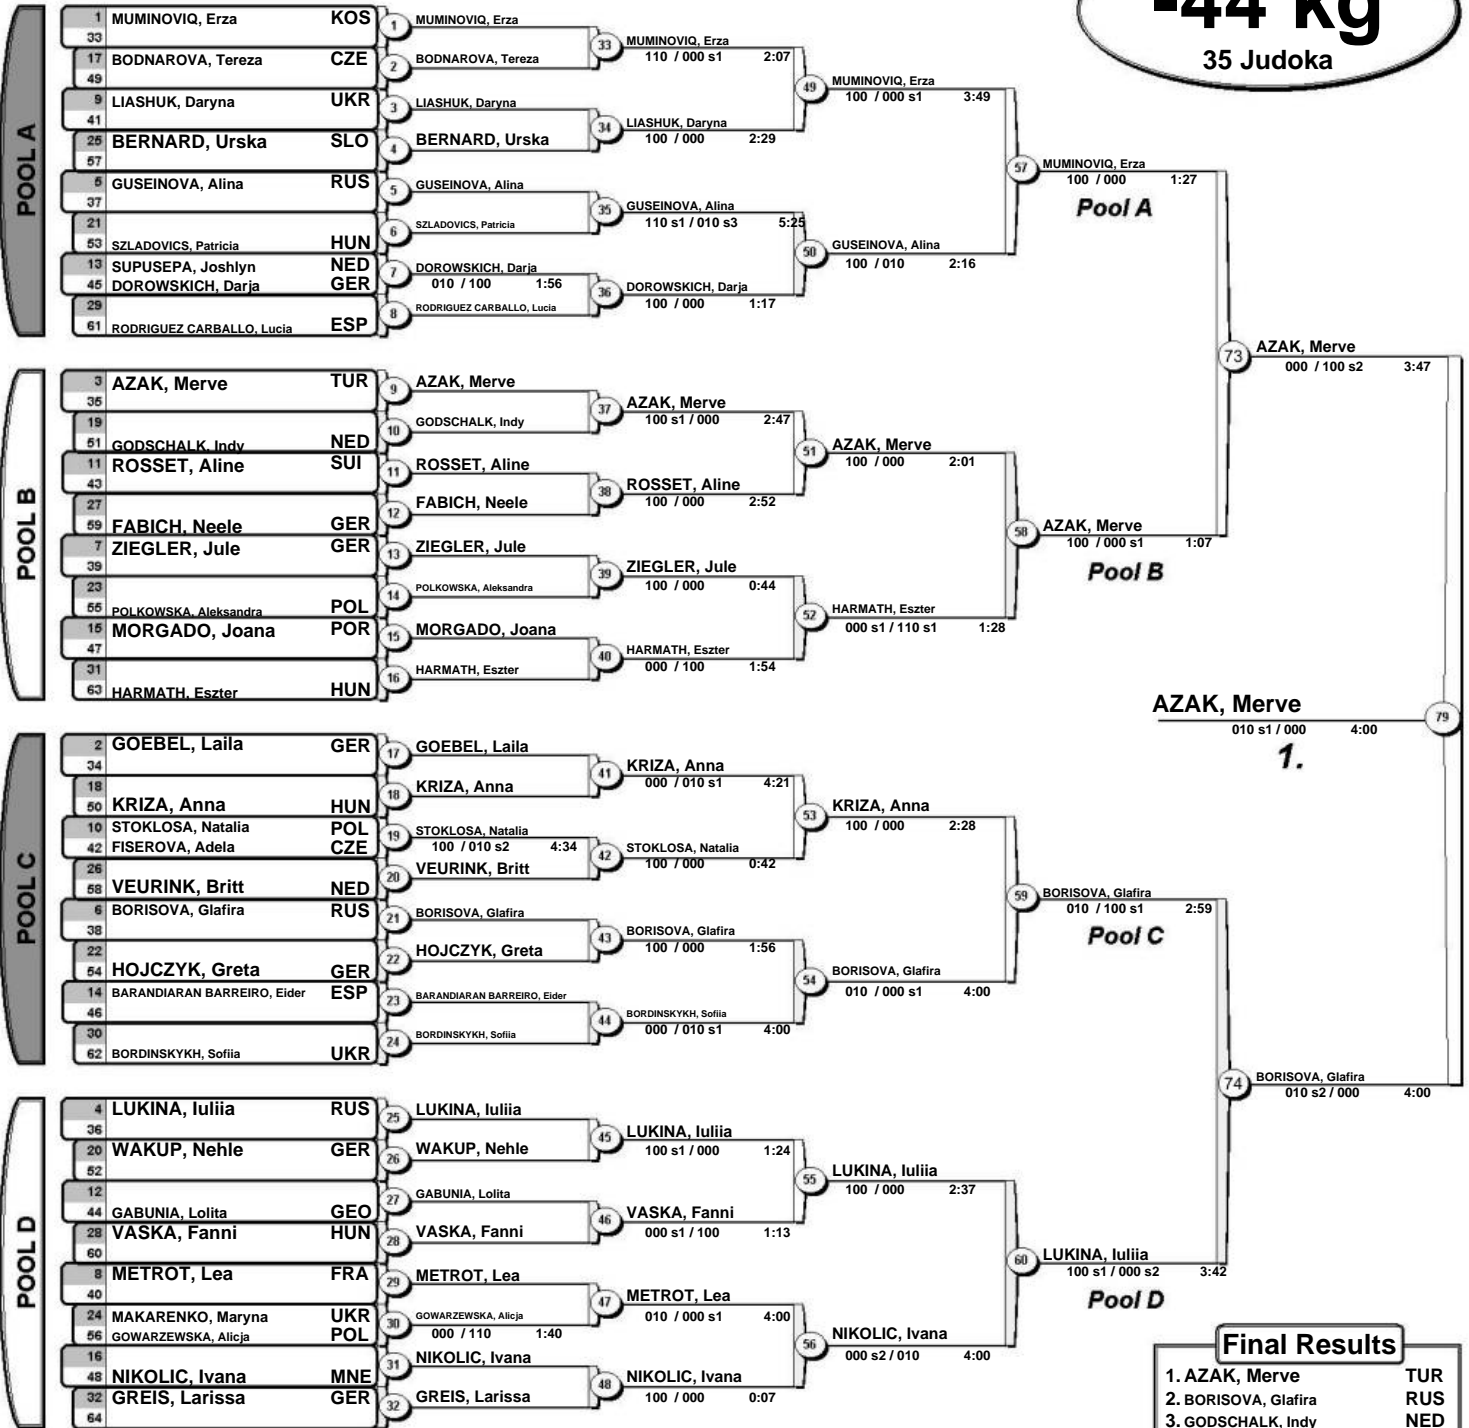 -44 kg
35 Judoka
POOL A
1 MUMINOVIQ, Erza KOS
33
17 BODNAROVA, Tereza CZE
49
9 LIASHUK, Daryna UKR
41
25 BERNARD, Urska SLO
57
5 GUSEINOVA, Alina RUS
37
21
53 SZLADOVICS, Patricia HUN
13 SUPUSEPA, Joshlyn NED
45 DOROWSKICH, Darja GER
29
61 RODRIGUEZ CARBALLO, Lucia ESP
1 MUMINOVIQ, Erza
2 BODNAROVA, Tereza
3 LIASHUK, Daryna
4 BERNARD, Urska
5 GUSEINOVA, Alina
6 SZLADOVICS, Patricia
7 DOROWSKICH, Darja
010 / 100 1:56
8 RODRIGUEZ CARBALLO, Lucia
33 MUMINOVIQ, Erza
110 / 000 s1 2:07
34 LIASHUK, Daryna
100 / 000 2:29
35 GUSEINOVA, Alina
110 s1 / 010 s3 5:25
36 DOROWSKICH, Darja
100 / 000 1:17
49 MUMINOVIQ, Erza
100 / 000 s1 3:49
50 GUSEINOVA, Alina
100 / 010 2:16
57 MUMINOVIQ, Erza
100 / 000 1:27
Pool A
POOL B
3 AZAK, Merve TUR
35
19
51 GODSCHALK, Indy NED
11 ROSSET, Aline SUI
43
27
59 FABICH, Neele GER
7 ZIEGLER, Jule GER
39
23
55 POLKOWSKA, Aleksandra POL
15 MORGADO, Joana POR
47
31
63 HARMATH, Eszter HUN
9 AZAK, Merve
10 GODSCHALK, Indy
11 ROSSET, Aline
12 FABICH, Neele
13 ZIEGLER, Jule
14 POLKOWSKA, Aleksandra
15 MORGADO, Joana
16 HARMATH, Eszter
37 AZAK, Merve
100 s1 / 000 2:47
38 ROSSET, Aline
100 / 000 2:52
39 ZIEGLER, Jule
100 / 000 0:44
40 HARMATH, Eszter
000 / 100 1:54
51 AZAK, Merve
100 / 000 2:01
52 HARMATH, Eszter
000 s1 / 110 s1 1:28
58 AZAK, Merve
100 / 000 s1 1:07
Pool B
73 AZAK, Merve
000 / 100 s2 3:47
AZAK, Merve 79
010 s1 / 000 4:00
1.
POOL C
2 GOEBEL, Laila GER
34
18
50 KRIZA, Anna HUN
10 STOKLOSA, Natalia POL
42 FISEROVA, Adela CZE
26
58 VEURINK, Britt NED
6 BORISOVA, Glafira RUS
38
22
54 HOJCZYK, Greta GER
14 BARANDIARAN BARREIRO, Eider ESP
46
30
62 BORDINSKYKH, Sofiia UKR
17 GOEBEL, Laila
18 KRIZA, Anna
19 STOKLOSA, Natalia
100 / 010 s2 4:34
20 VEURINK, Britt
21 BORISOVA, Glafira
22 HOJCZYK, Greta
23 BARANDIARAN BARREIRO, Eider
24 BORDINSKYKH, Sofiia
41 KRIZA, Anna
000 / 010 s1 4:21
42 STOKLOSA, Natalia
100 / 000 0:42
43 BORISOVA, Glafira
100 / 000 1:56
44 BORDINSKYKH, Sofiia
000 / 010 s1 4:00
53 KRIZA, Anna
100 / 000 2:28
54 BORISOVA, Glafira
010 / 000 s1 4:00
59 BORISOVA, Glafira
010 / 100 s1 2:59
Pool C
POOL D
4 LUKINA, Iuliia RUS
36
20 WAKUP, Nehle GER
52
12
44 GABUNIA, Lolita GEO
28 VASKA, Fanni HUN
60
8 METROT, Lea FRA
40
24 MAKARENKO, Maryna UKR
56 GOWARZEWSKA, Alicja POL
16
48 NIKOLIC, Ivana MNE
32 GREIS, Larissa GER
64
25 LUKINA, Iuliia
26 WAKUP, Nehle
27 GABUNIA, Lolita
28 VASKA, Fanni
29 METROT, Lea
30 GOWARZEWSKA, Alicja
000 / 110 1:40
31 NIKOLIC, Ivana
32 GREIS, Larissa
45 LUKINA, Iuliia
100 s1 / 000 1:24
46 VASKA, Fanni
000 s1 / 100 1:13
47 METROT, Lea
010 / 000 s1 4:00
48 NIKOLIC, Ivana
100 / 000 0:07
55 LUKINA, Iuliia
100 / 000 2:37
56 NIKOLIC, Ivana
000 s2 / 010 4:00
60 LUKINA, Iuliia
100 s1 / 000 s2 3:42
Pool D
74 BORISOVA, Glafira
010 s2 / 000 4:00
Final Results
1. AZAK, Merve TUR
2. BORISOVA, Glafira RUS
3. GODSCHALK, Indy NED